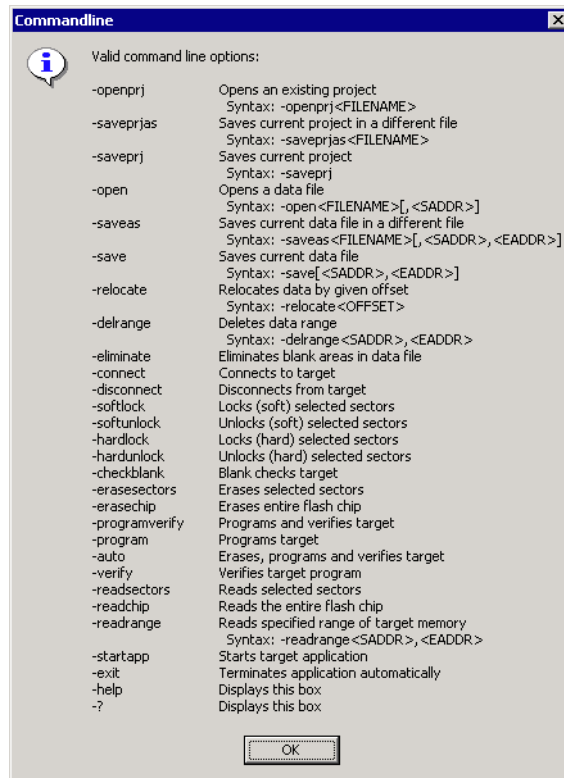 Commandline
Valid command line options:
-openprj Opens an existing project
Syntax: -openprj<FILENAME>
-saveprjas Saves current project in a different file
Syntax: -saveprjas<FILENAME>
-saveprj Saves current project
Syntax: -saveprj
-open Opens a data file
Syntax: -open<FILENAME>[,<SADDR>]
-saveas Saves current data file in a different file
Syntax: -saveas<FILENAME>[,<SADDR>,<EADDR>]
-save Saves current data file
Syntax: -save[<SADDR>,<EADDR>]
-relocate Relocates data by given offset
Syntax: -relocate<OFFSET>
-delrange Deletes data range
Syntax: -delrange<SADDR>,<EADDR>
-eliminate Eliminates blank areas in data file
-connect Connects to target
-disconnect Disconnects from target
-softlock Locks (soft) selected sectors
-softunlock Unlocks (soft) selected sectors
-hardlock Locks (hard) selected sectors
-hardunlock Unlocks (hard) selected sectors
-checkblank Blank checks target
-erasesectors Erases selected sectors
-erasechip Erases entire flash chip
-programverify Programs and verifies target
-program Programs target
-auto Erases, programs and verifies target
-verify Verifies target program
-readsectors Reads selected sectors
-readchip Reads the entire flash chip
-readrange Reads specified range of target memory
Syntax: -readrange<SADDR>,<EADDR>
-startapp Starts target application
-exit Terminates application automatically
-help Displays this box
-? Displays this box
OK